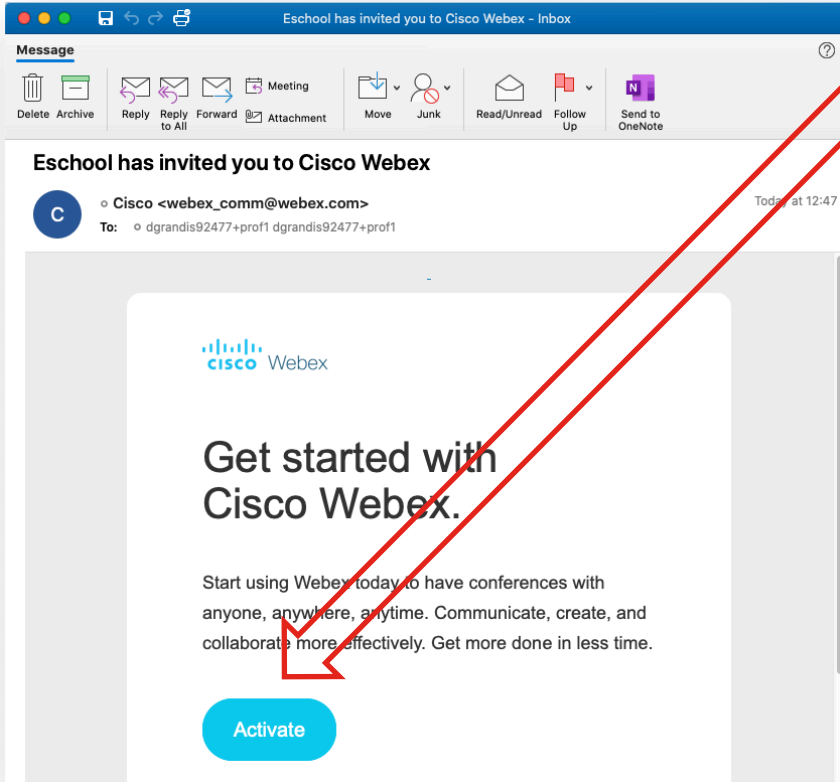 Eschool has invited you to Cisco Webex - Inbox
Message
Delete Archive Reply Reply to All Forward Meeting Attachment Move Junk Read/Unread Follow Up Send to OneNote
Eschool has invited you to Cisco Webex
C
Cisco <webex_comm@webex.com>
Today at 12:47
To: dgrandis92477+prof1 dgrandis92477+prof1
CISCO Webex
Get started with
Cisco Webex.
Start using Webex today to have conferences with
anyone, anywhere, anytime. Communicate, create, and
collaborate more effectively. Get more done in less time.
Activate